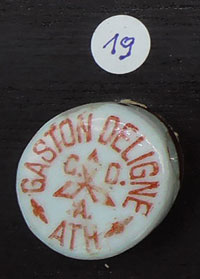 19
GASTON DELIGNE
G. D.
A.
ATH